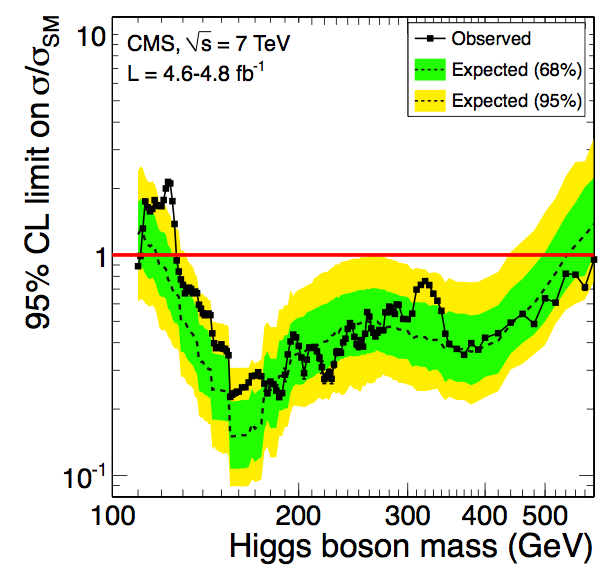 10
CMS, √s = 7 TeV
L = 4.6-4.8 fb⁻¹
Observed
Expected (68%)
Expected (95%)
95% CL limit on σ/σSM
1
10⁻¹
100 200 300 400 500
Higgs boson mass (GeV)